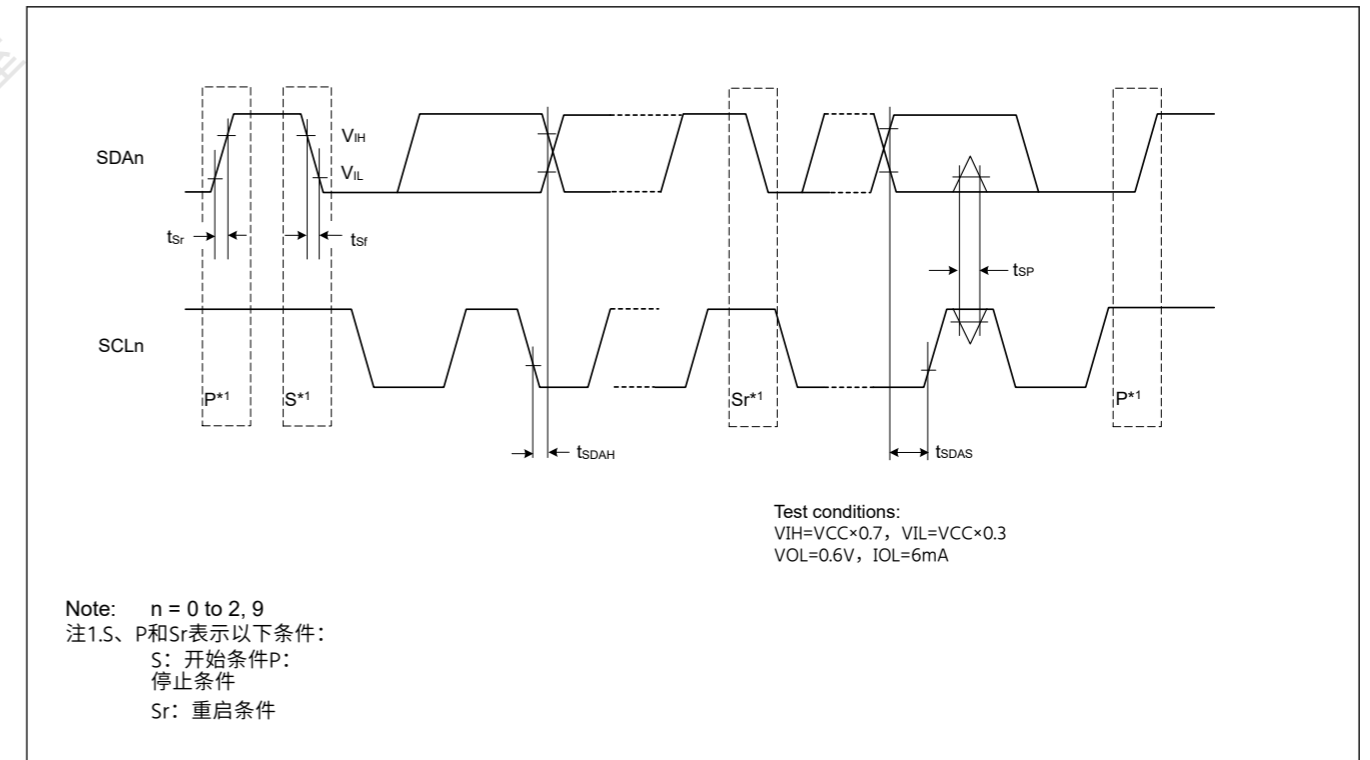 SDAn
VIH
VIL
tSr
tSf
tSP
SCLn
P*1
S*1
Sr*1
P*1
tSDAH
tSDAS
Test conditions:
VIH=VCC×0.7，VIL=VCC×0.3
VOL=0.6V，IOL=6mA
Note: n = 0 to 2, 9
注1.S、P和Sr表示以下条件：
S：开始条件P：
停止条件
Sr：重启条件